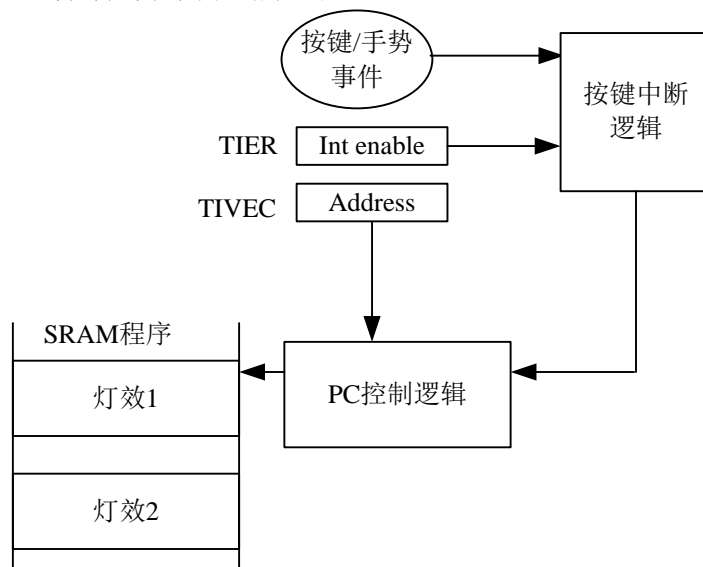 按键/手势
事件
按键中断
逻辑
TIER
Int enable
TIVEC
Address
SRAM程序
灯效1
PC控制逻辑
灯效2